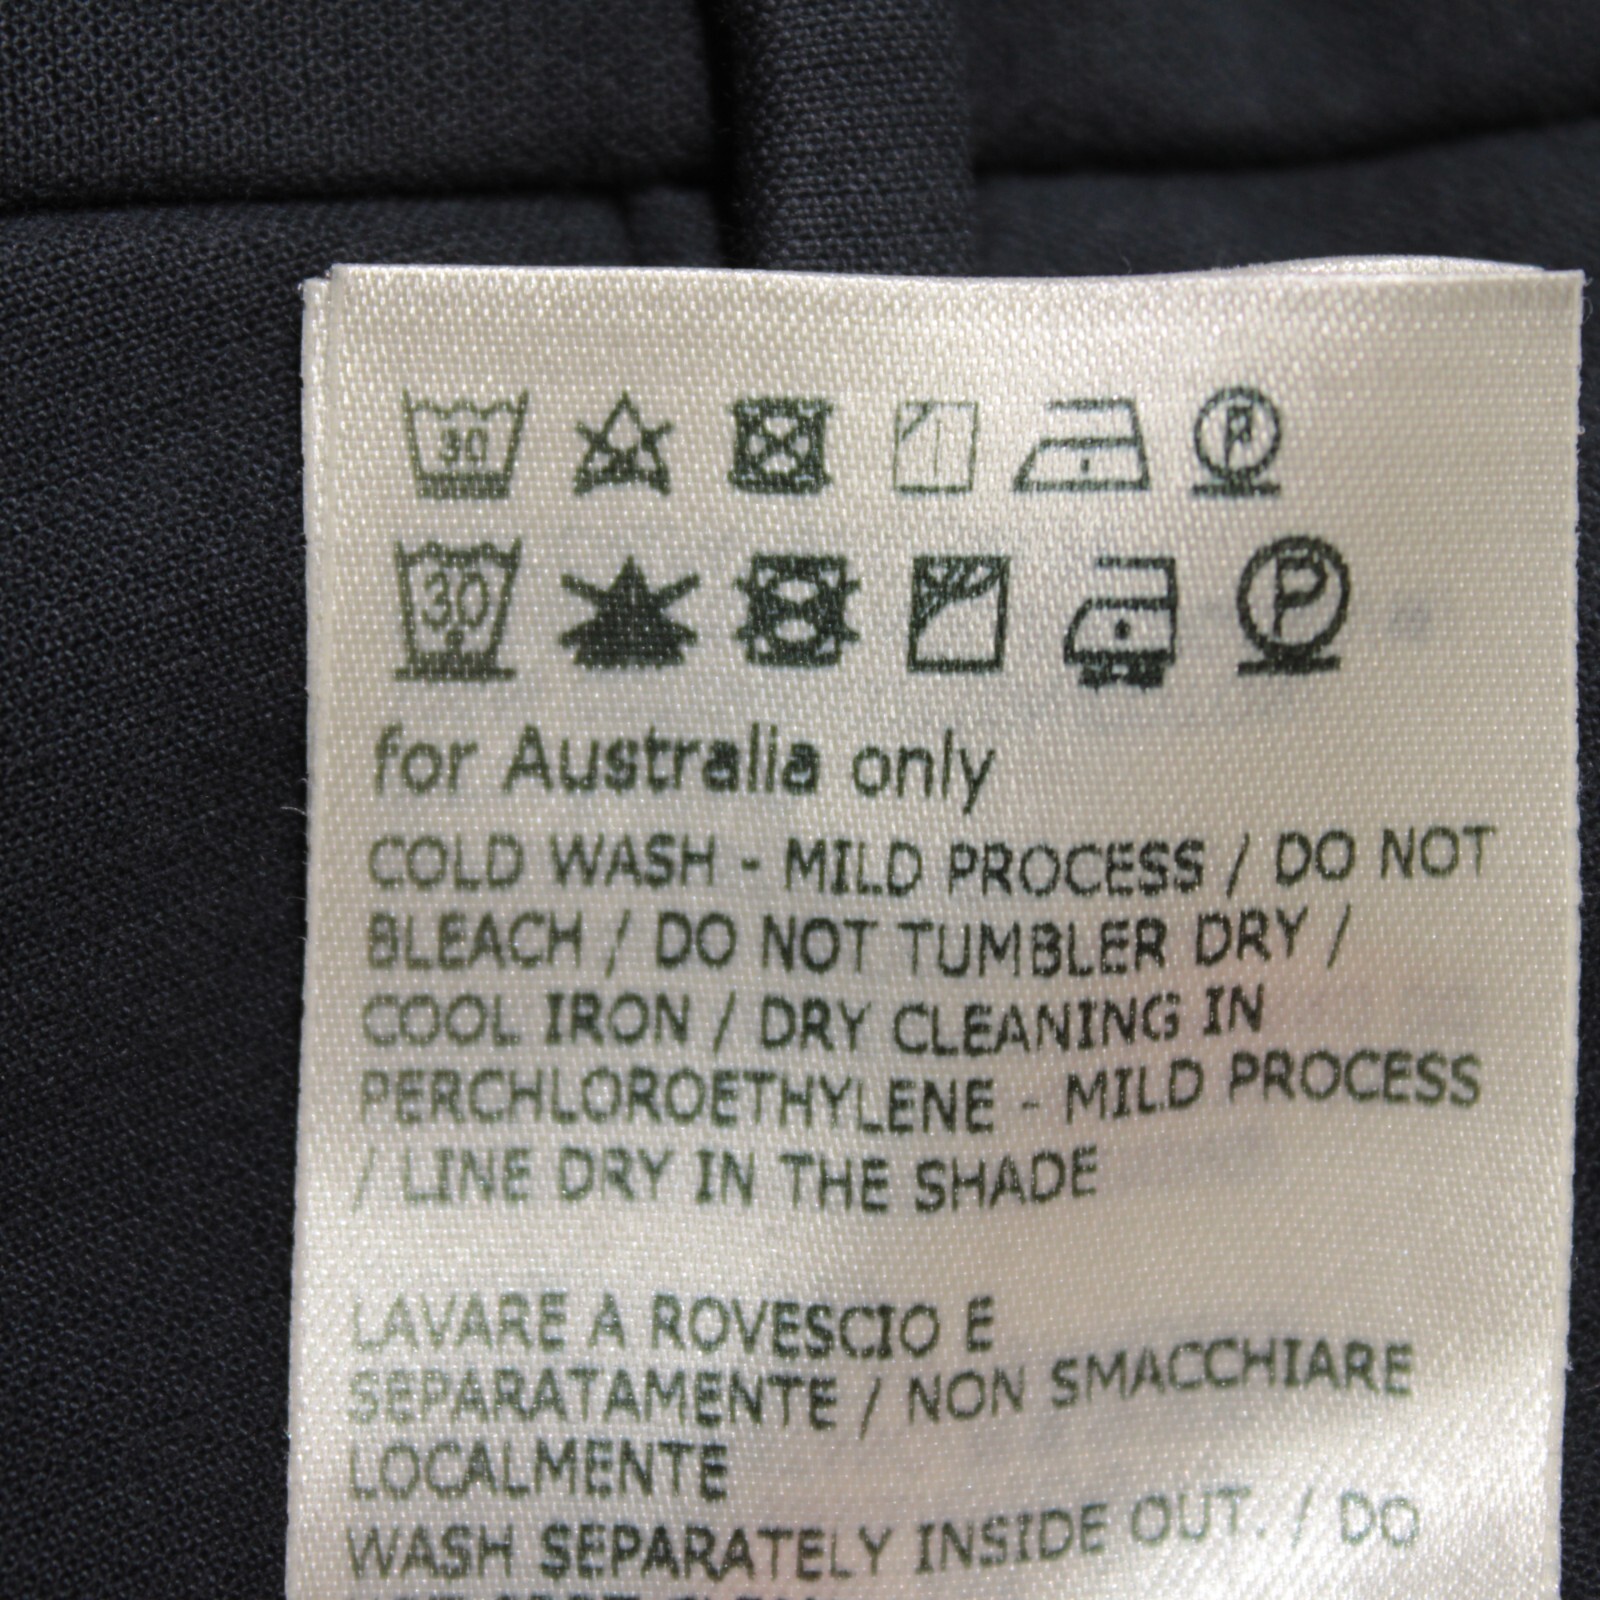 30
P
30
P
for Australia only
COLD WASH - MILD PROCESS / DO NOT
BLEACH / DO NOT TUMBLER DRY /
COOL IRON / DRY CLEANING IN
PERCHLOROETHYLENE - MILD PROCESS
/ LINE DRY IN THE SHADE
LAVARE A ROVESCIO E
SEPARATAMENTE / NON SMACCHIARE
LOCALMENTE
WASH SEPARATELY INSIDE OUT. / DO